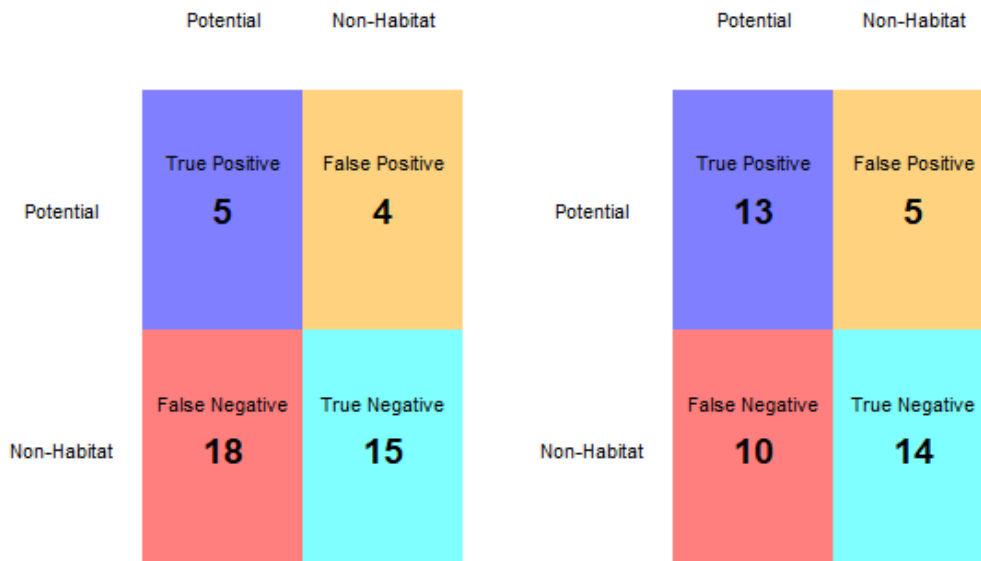 Potential Non-Habitat Potential Non-Habitat
True Positive False Positive True Positive False Positive
Potential 5 4 Potential 13 5
False Negative True Negative False Negative True Negative
Non-Habitat 18 15 Non-Habitat 10 14